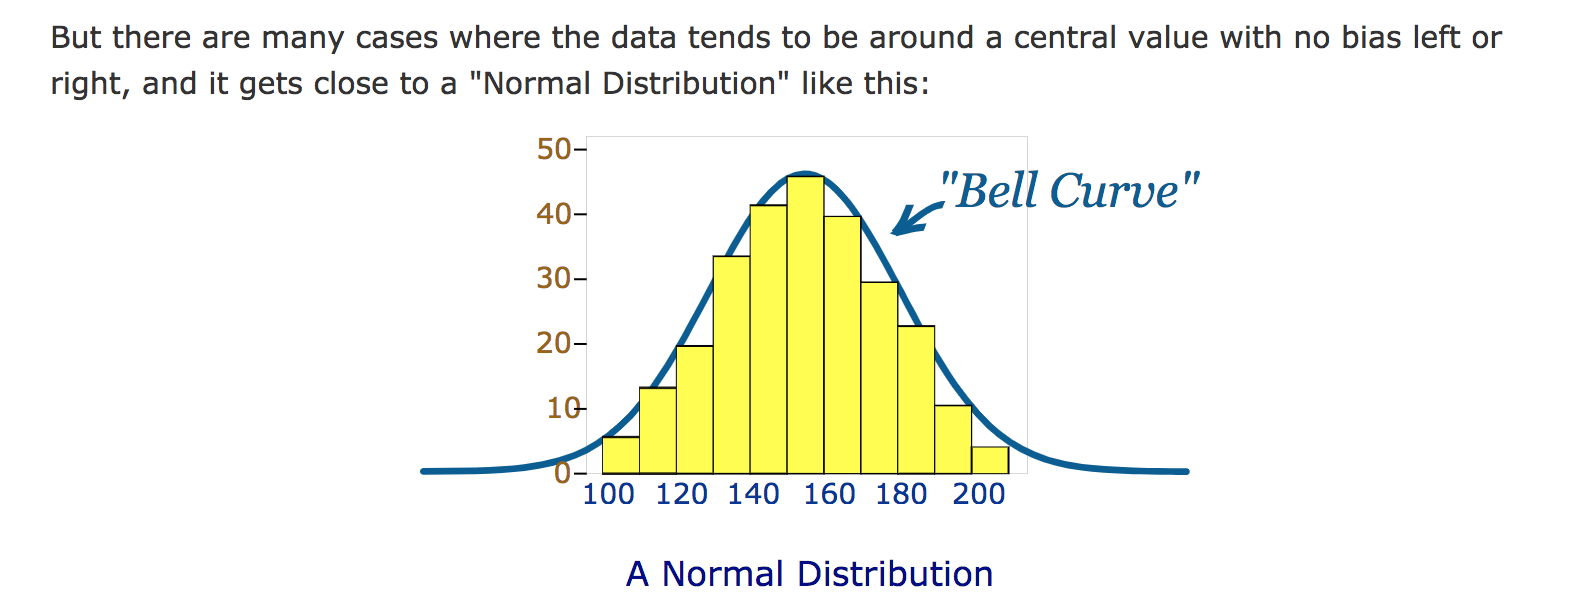 But there are many cases where the data tends to be around a central value with no bias left or
right, and it gets close to a "Normal Distribution" like this:
50
"Bell Curve"
40
30
20
10
0
100 120 140 160 180 200
A Normal Distribution